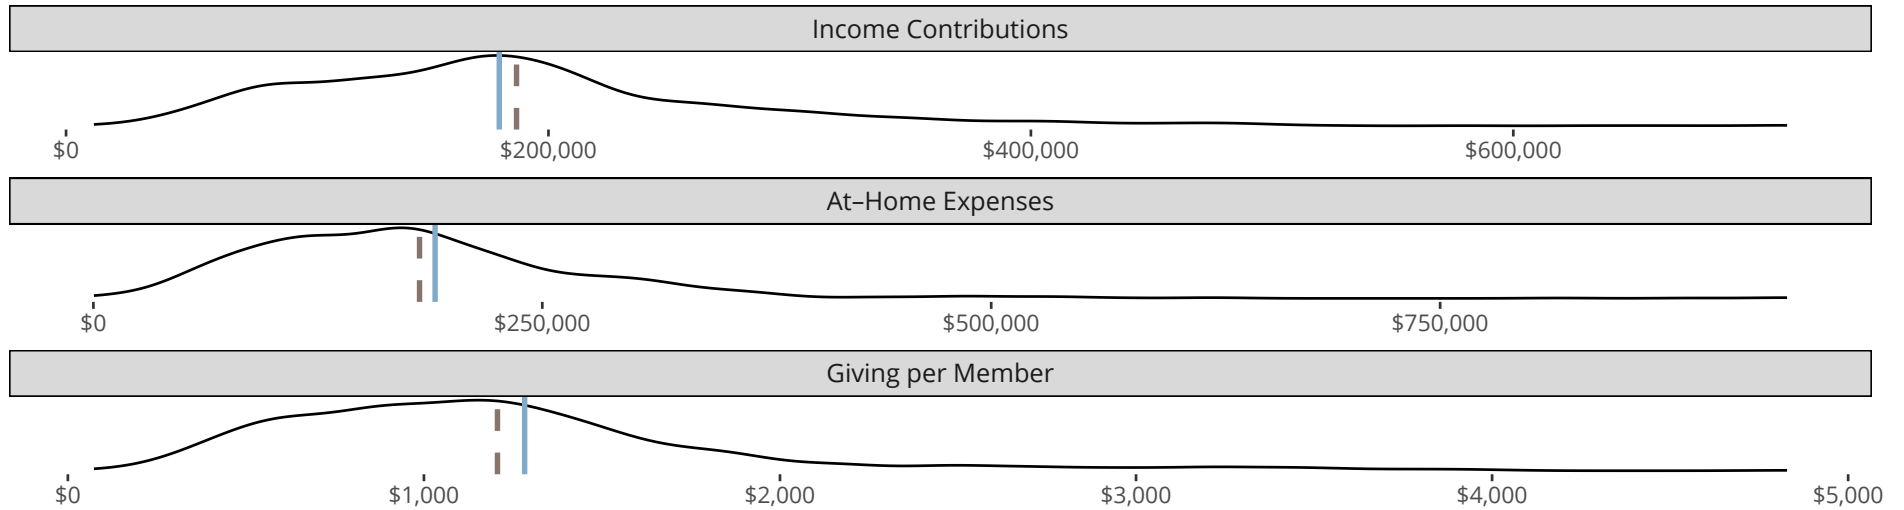 Income Contributions
$0 $200,000 $400,000 $600,000
At–Home Expenses
$0 $250,000 $500,000 $750,000
Giving per Member
$0 $1,000 $2,000 $3,000 $4,000 $5,000